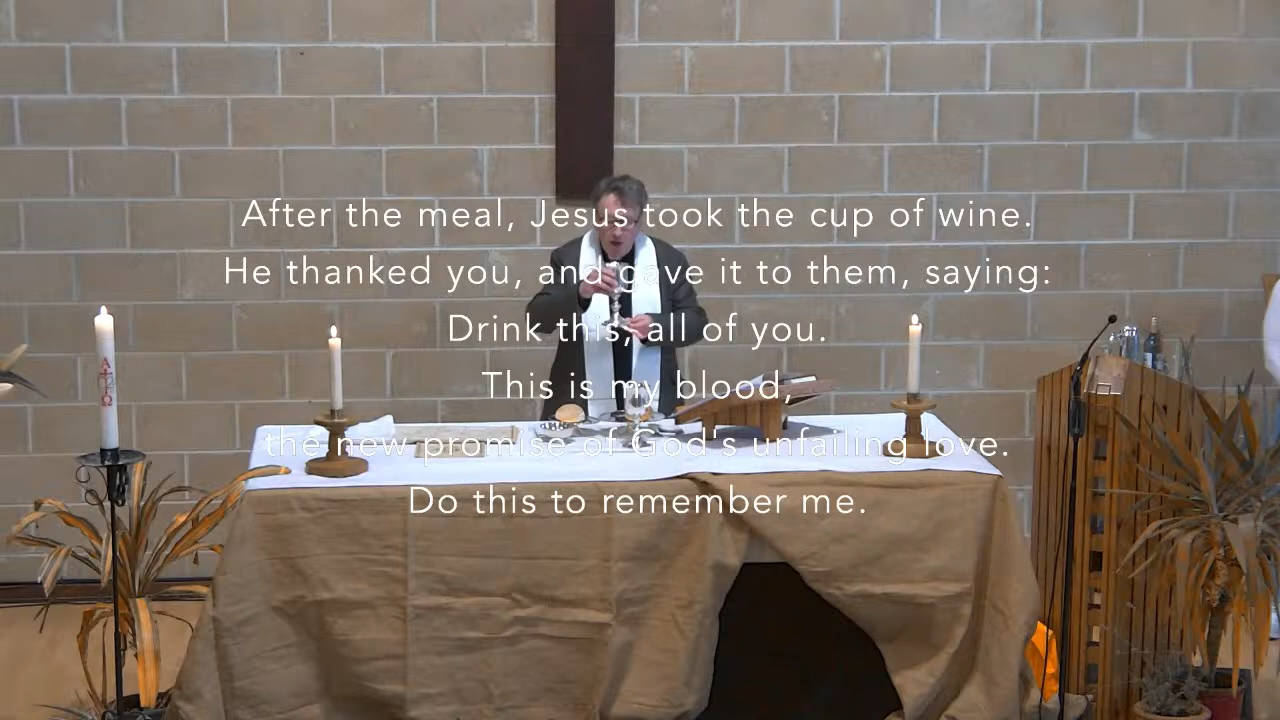 After the meal, Jesus took the cup of wine.
He thanked you, and gave it to them, saying:
Drink this, all of you.
This is my blood,
the new promise of God's unfailing love.
Do this to remember me.
Α
Ω